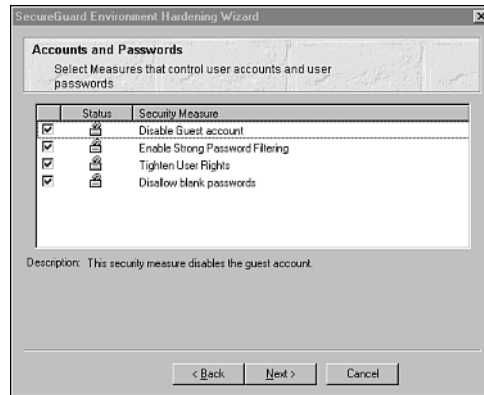 SecureGuard Environment Hardening Wizard
Accounts and Passwords
Select Measures that control user accounts and user
passwords
Status Security Measure
Disable Guest account
Enable Strong Password Filtering
Tighten User Rights
Disallow blank passwords
Description: This security measure disables the guest account.
< Back Next > Cancel